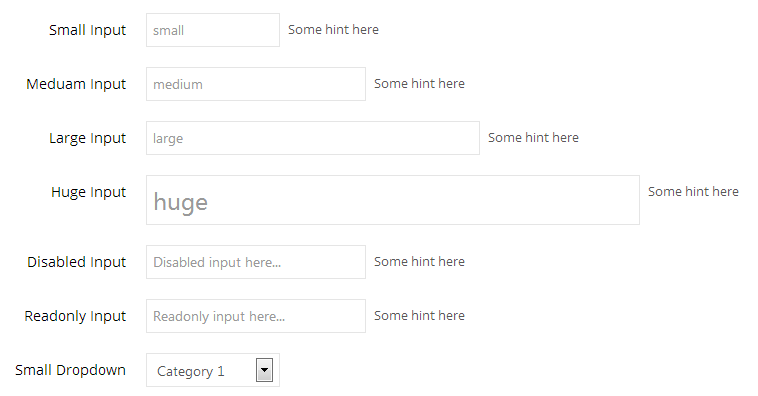 Small Input small Some hint here
Meduam Input medium Some hint here
Large Input large Some hint here
Huge Input huge Some hint here
Disabled Input Disabled input here... Some hint here
Readonly Input Readonly input here... Some hint here
Small Dropdown Category 1